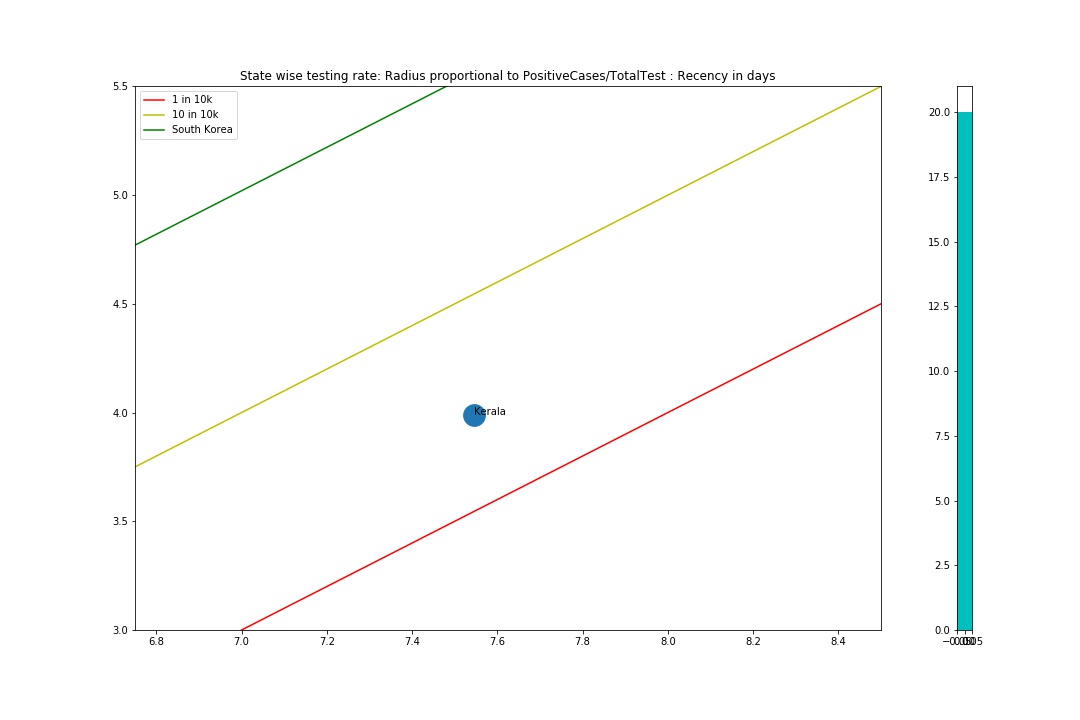 State wise testing rate: Radius proportional to PositiveCases/TotalTest : Recency in days
1 in 10k
10 in 10k
South Korea
5.5
5.0
4.5
4.0
3.5
3.0
Kerala
6.8 7.0 7.2 7.4 7.6 7.8 8.0 8.2 8.4
20.0
17.5
15.0
12.5
10.0
7.5
5.0
2.5
0.0